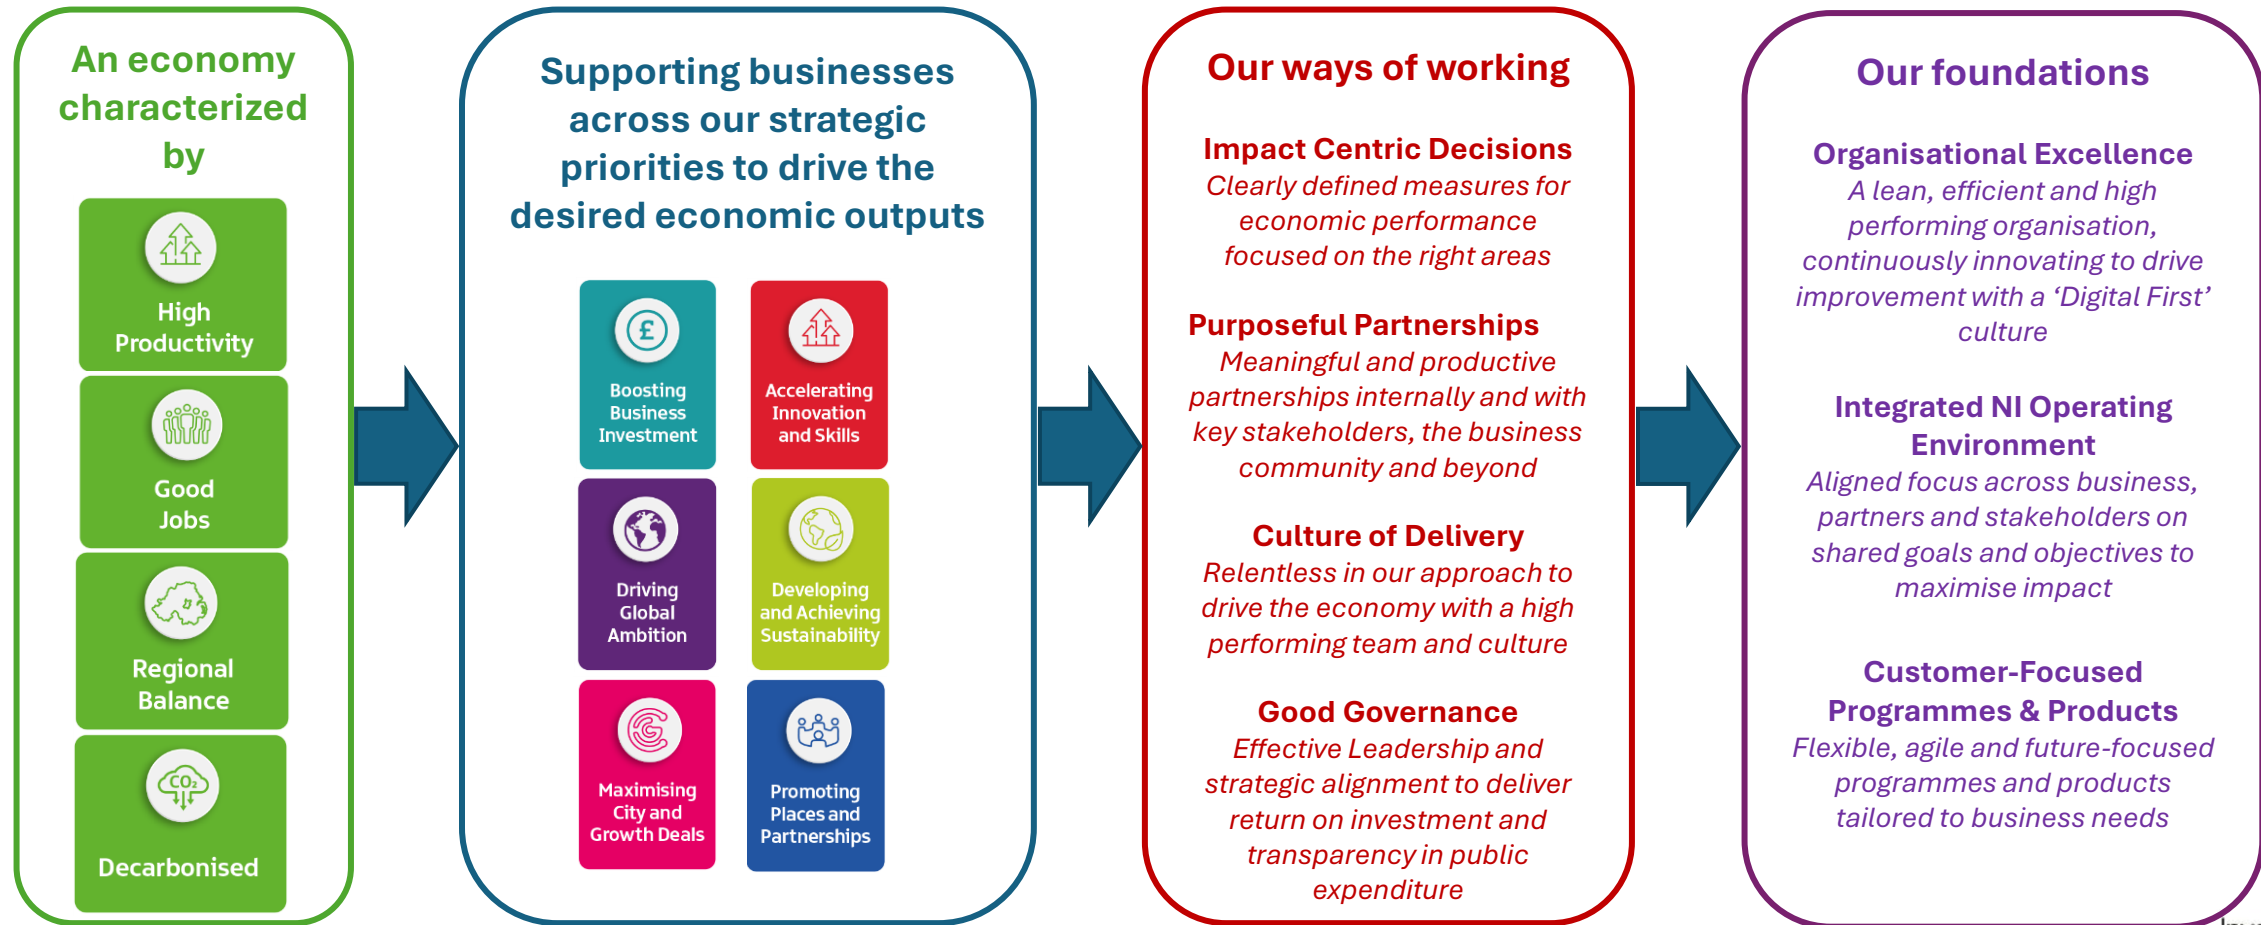 An economy
characterized
by
High
Productivity
Good
Jobs
Regional
Balance
CO₂
Decarbonised
Supporting businesses
across our strategic
priorities to drive the
desired economic outputs
£
Boosting
Business
Investment
Accelerating
Innovation
and Skills
Driving
Global
Ambition
Developing
and Achieving
Sustainability
Maximising
City and
Growth Deals
Promoting
Places and
Partnerships
Our ways of working
Impact Centric Decisions
Clearly defined measures for
economic performance
focused on the right areas
Purposeful Partnerships
Meaningful and productive
partnerships internally and with
key stakeholders, the business
community and beyond
Culture of Delivery
Relentless in our approach to
drive the economy with a high
performing team and culture
Good Governance
Effective Leadership and
strategic alignment to deliver
return on investment and
transparency in public
expenditure
Our foundations
Organisational Excellence
A lean, efficient and high
performing organisation,
continuously innovating to drive
improvement with a ‘Digital First’
culture
Integrated NI Operating
Environment
Aligned focus across business,
partners and stakeholders on
shared goals and objectives to
maximise impact
Customer-Focused
Programmes & Products
Flexible, agile and future-focused
programmes and products
tailored to business needs